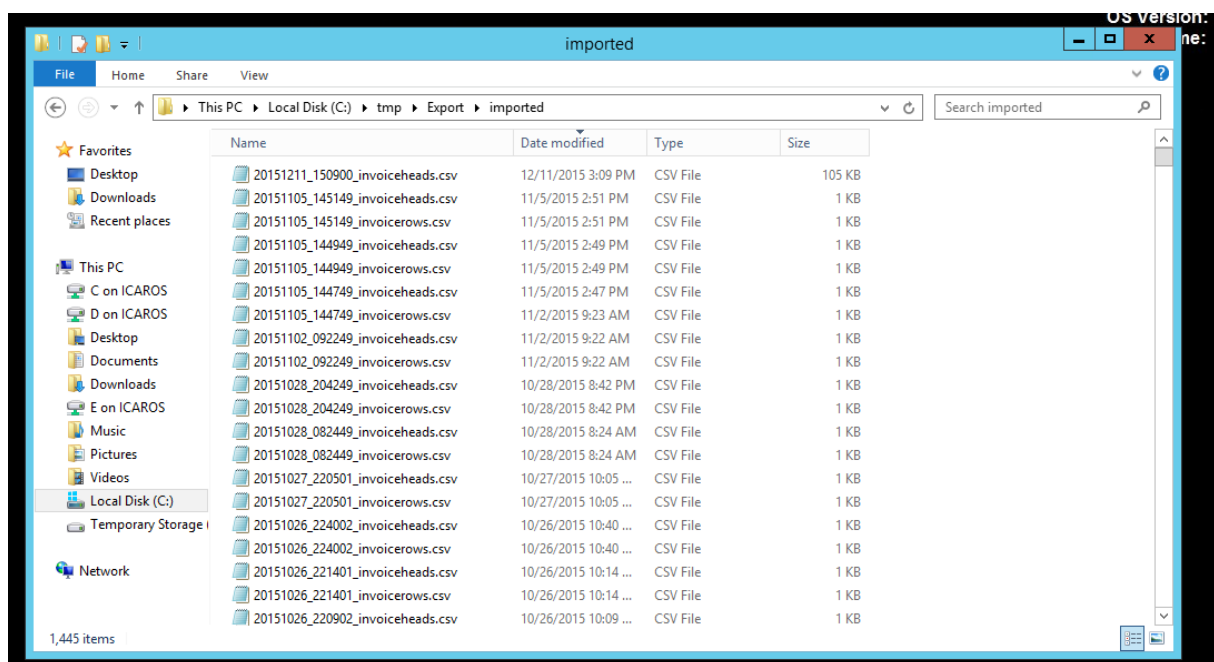 OS Version:
imported
me:
File Home Share View
This PC Local Disk (C:) tmp Export imported
Search imported
Name Date modified Type Size
Favorites
Desktop
Downloads
Recent places
This PC
C on ICAROS
D on ICAROS
Desktop
Documents
Downloads
E on ICAROS
Music
Pictures
Videos
Local Disk (C:)
Temporary Storage (
Network
20151211_150900_invoiceheads.csv 12/11/2015 3:09 PM CSV File 105 KB
20151105_145149_invoiceheads.csv 11/5/2015 2:51 PM CSV File 1 KB
20151105_145149_invoicerows.csv 11/5/2015 2:51 PM CSV File 1 KB
20151105_144949_invoiceheads.csv 11/5/2015 2:49 PM CSV File 1 KB
20151105_144949_invoicerows.csv 11/5/2015 2:49 PM CSV File 1 KB
20151105_144749_invoiceheads.csv 11/5/2015 2:47 PM CSV File 1 KB
20151105_144749_invoicerows.csv 11/2/2015 9:23 AM CSV File 1 KB
20151102_092249_invoiceheads.csv 11/2/2015 9:22 AM CSV File 1 KB
20151102_092249_invoicerows.csv 11/2/2015 9:22 AM CSV File 1 KB
20151028_204249_invoiceheads.csv 10/28/2015 8:42 PM CSV File 1 KB
20151028_204249_invoicerows.csv 10/28/2015 8:42 PM CSV File 1 KB
20151028_082449_invoiceheads.csv 10/28/2015 8:24 AM CSV File 1 KB
20151028_082449_invoicerows.csv 10/28/2015 8:24 AM CSV File 1 KB
20151027_220501_invoiceheads.csv 10/27/2015 10:05 ... CSV File 1 KB
20151027_220501_invoicerows.csv 10/27/2015 10:05 ... CSV File 1 KB
20151026_224002_invoiceheads.csv 10/26/2015 10:40 ... CSV File 1 KB
20151026_224002_invoicerows.csv 10/26/2015 10:40 ... CSV File 1 KB
20151026_221401_invoiceheads.csv 10/26/2015 10:14 ... CSV File 1 KB
20151026_221401_invoicerows.csv 10/26/2015 10:14 ... CSV File 1 KB
20151026_220902_invoiceheads.csv 10/26/2015 10:09 ... CSV File 1 KB
1,445 items